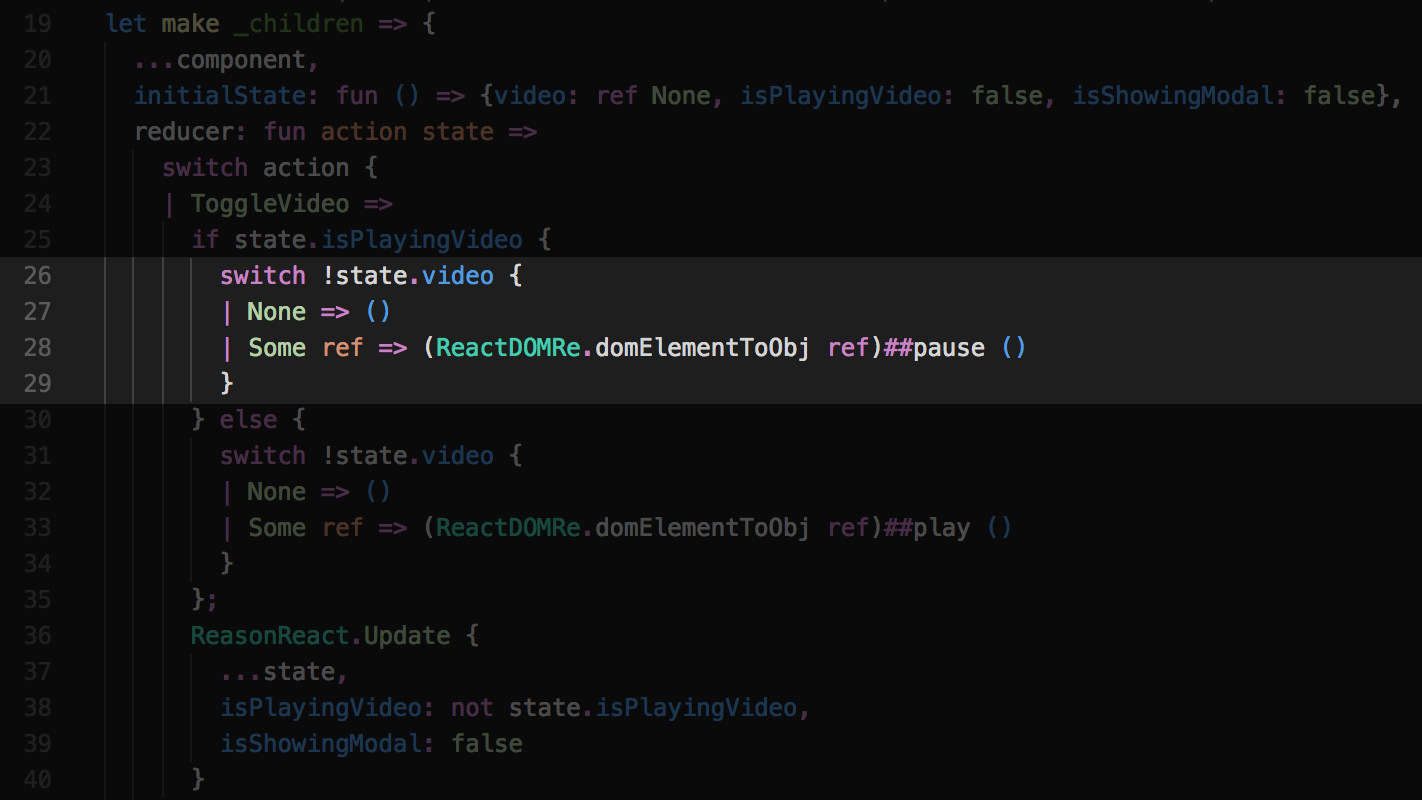 19 let make _children => {
20 ...component,
21 initialState: fun () => {video: ref None, isPlayingVideo: false, isShowingModal: false},
22 reducer: fun action state =>
23 switch action {
24 | ToggleVideo =>
25 if state.isPlayingVideo {
26 switch !state.video {
27 | None => ()
28 | Some ref => (ReactDOMRe.domElementToObj ref)##pause ()
29 }
30 } else {
31 switch !state.video {
32 | None => ()
33 | Some ref => (ReactDOMRe.domElementToObj ref)##play ()
34 }
35 };
36 ReasonReact.Update {
37 ...state,
38 isPlayingVideo: not state.isPlayingVideo,
39 isShowingModal: false
40 }